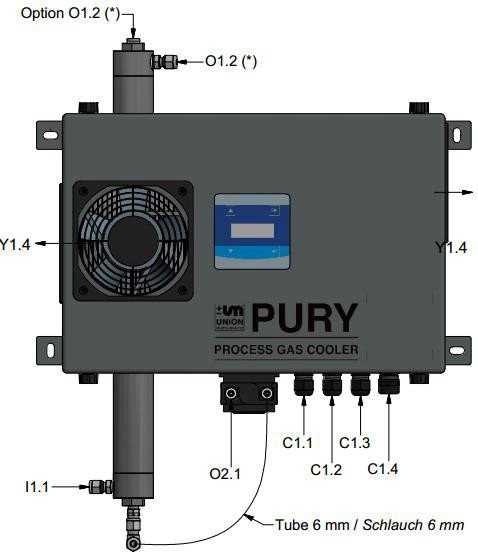 Option O1.2 (*)
O1.2 (*)
Y1.4
Y1.4
UNION
PURY
PROCESS GAS COOLER
C1.1
C1.3
C1.2
C1.4
O2.1
I1.1
Tube 6 mm / Schlauch 6 mm